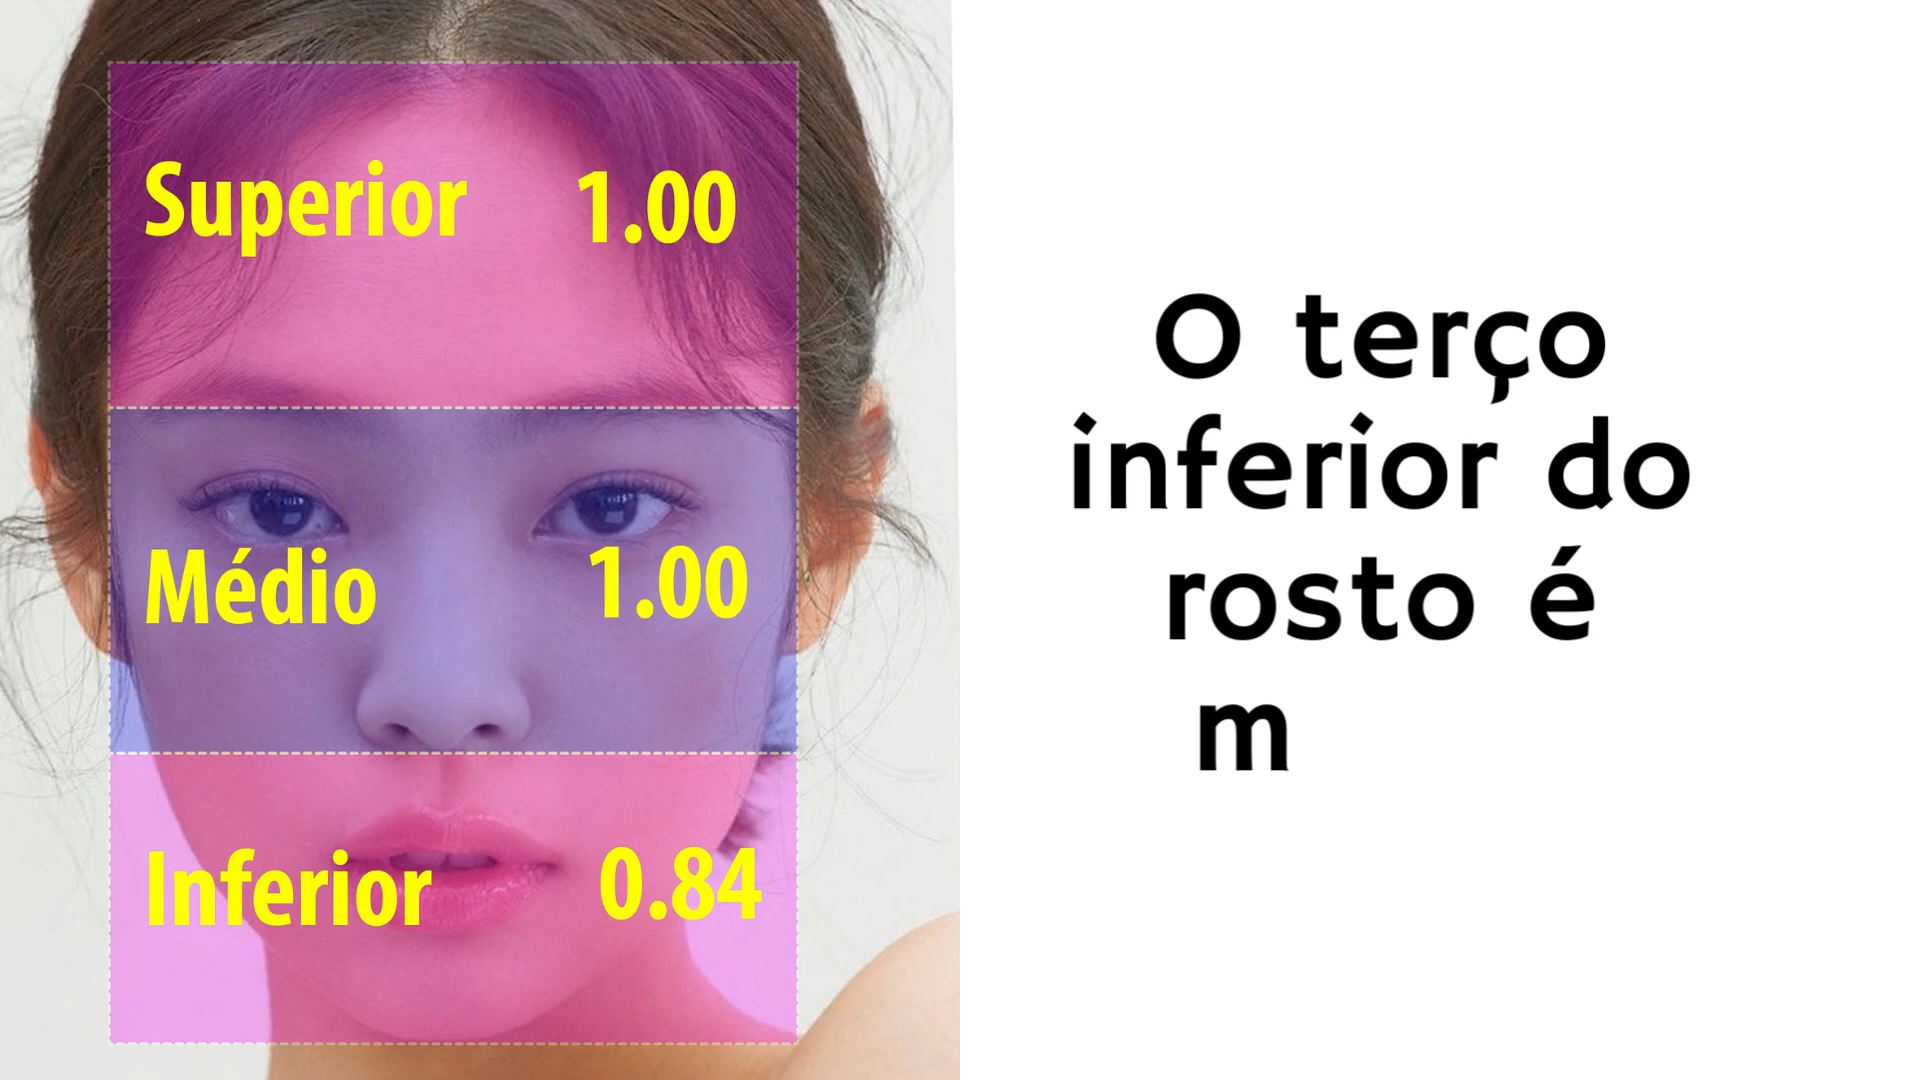 Superior 1.00
Médio 1.00
Inferior 0.84
O terço
inferior do
rosto é
m